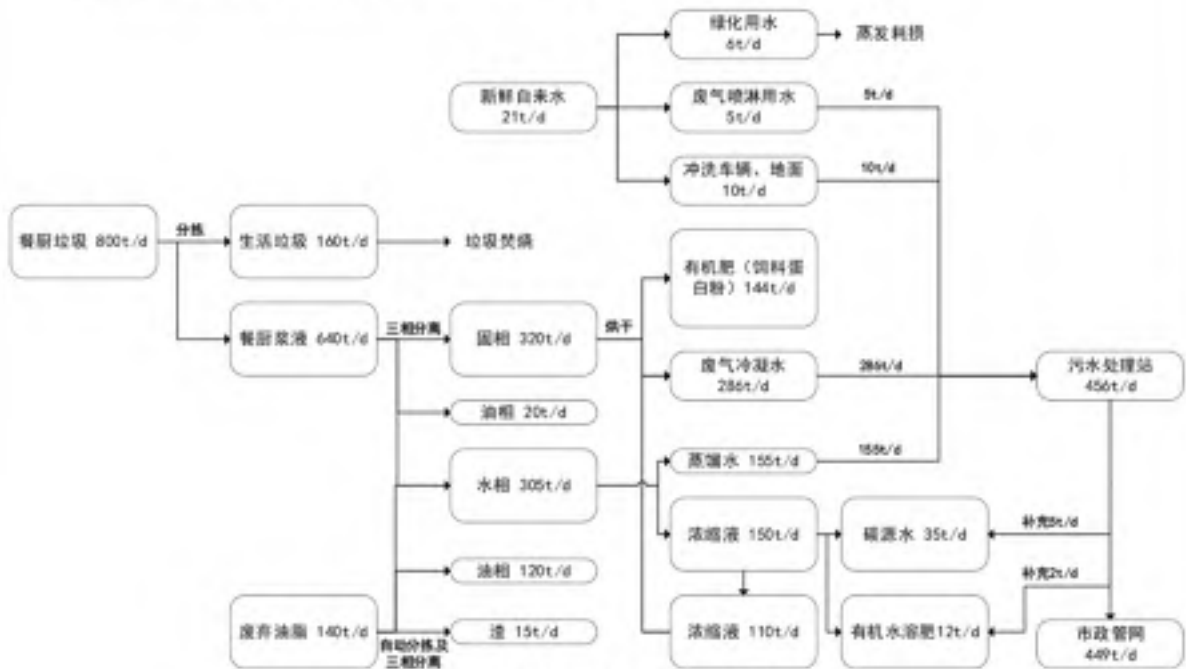 绿化用水
6t/d
蒸发耗损
新鲜自来水
21t/d
废气喷淋用水
5t/d
5t/d
冲洗车辆、地面
10t/d
10t/d
餐厨垃圾 800t/d
分拣
生活垃圾 160t/d
垃圾焚烧
有机肥（饲料蛋
白粉）144t/d
餐厨浆液 640t/d
三相分离
固相 320t/d
烘干
废气冷凝水
286t/d
286t/d
污水处理站
456t/d
油相 20t/d
水相 305t/d
蒸馏水 155t/d
155t/d
浓缩液 150t/d
碳源水 35t/d
补充5t/d
油相 120t/d
补充2t/d
废弃油脂 140t/d
自动分拣及
三相分离
渣 15t/d
浓缩液 110t/d
有机水溶肥12t/d
市政管网
449t/d